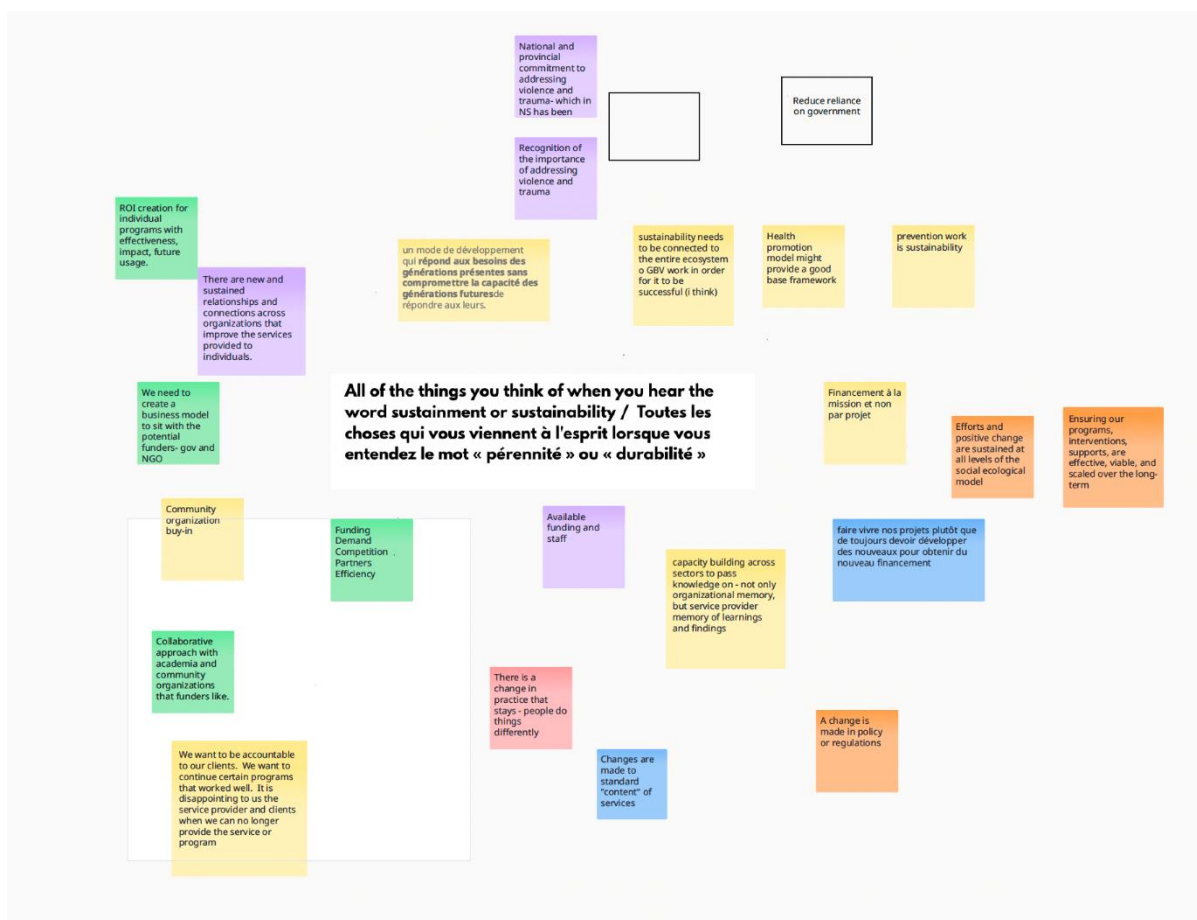 National and
provincial
commitment to
addressing
violence and
trauma- which in
NS has been
Reduce reliance
on government
Recognition of
the importance
of addressing
violence and
trauma
ROI creation for
individual
programs with
effectiveness,
impact, future
usage.
There are new and
sustained
relationships and
connections across
organizations that
improve the services
provided to
individuals.
un mode de développement
qui répond aux besoins des
générations présentes sans
compromettre la capacité des
générations futuresde
répondre aux leurs.
sustainability needs
to be connected to
the entire ecosystem
o GBV work in order
for it to be
successful (i think)
Health
promotion
model might
provide a good
base framework
prevention work
is sustainability
All of the things you think of when you hear the
word sustainment or sustainability / Toutes les
choses qui vous viennent à l'esprit lorsque vous
entendez le mot « pérennité » ou « durabilité »
We need to
create a
business model
to sit with the
potential
funders- gov and
NGO
Financement à la
mission et non
par projet
Efforts and
positive change
are sustained at
all levels of the
social ecological
model
Ensuring our
programs,
interventions,
supports, are
effective, viable, and
scaled over the long-
term
Community
organization
buy-in
Funding
Demand
Competition
Partners
Efficiency
Available
funding and
staff
capacity building across
sectors to pass
knowledge on - not only
organizational memory,
but service provider
memory of learnings
and findings
faire vivre nos projets plutôt que
de toujours devoir développer
des nouveaux pour obtenir du
nouveau financement
Collaborative
approach with
academia and
community
organizations
that funders like.
There is a
change in
practice that
stays - people do
things
differently
A change is
made in policy
or regulations
We want to be accountable
to our clients. We want to
continue certain programs
that worked well. It is
disappointing to us the
service provider and clients
when we can no longer
provide the service or
program
Changes are
made to
standard
"content" of
services